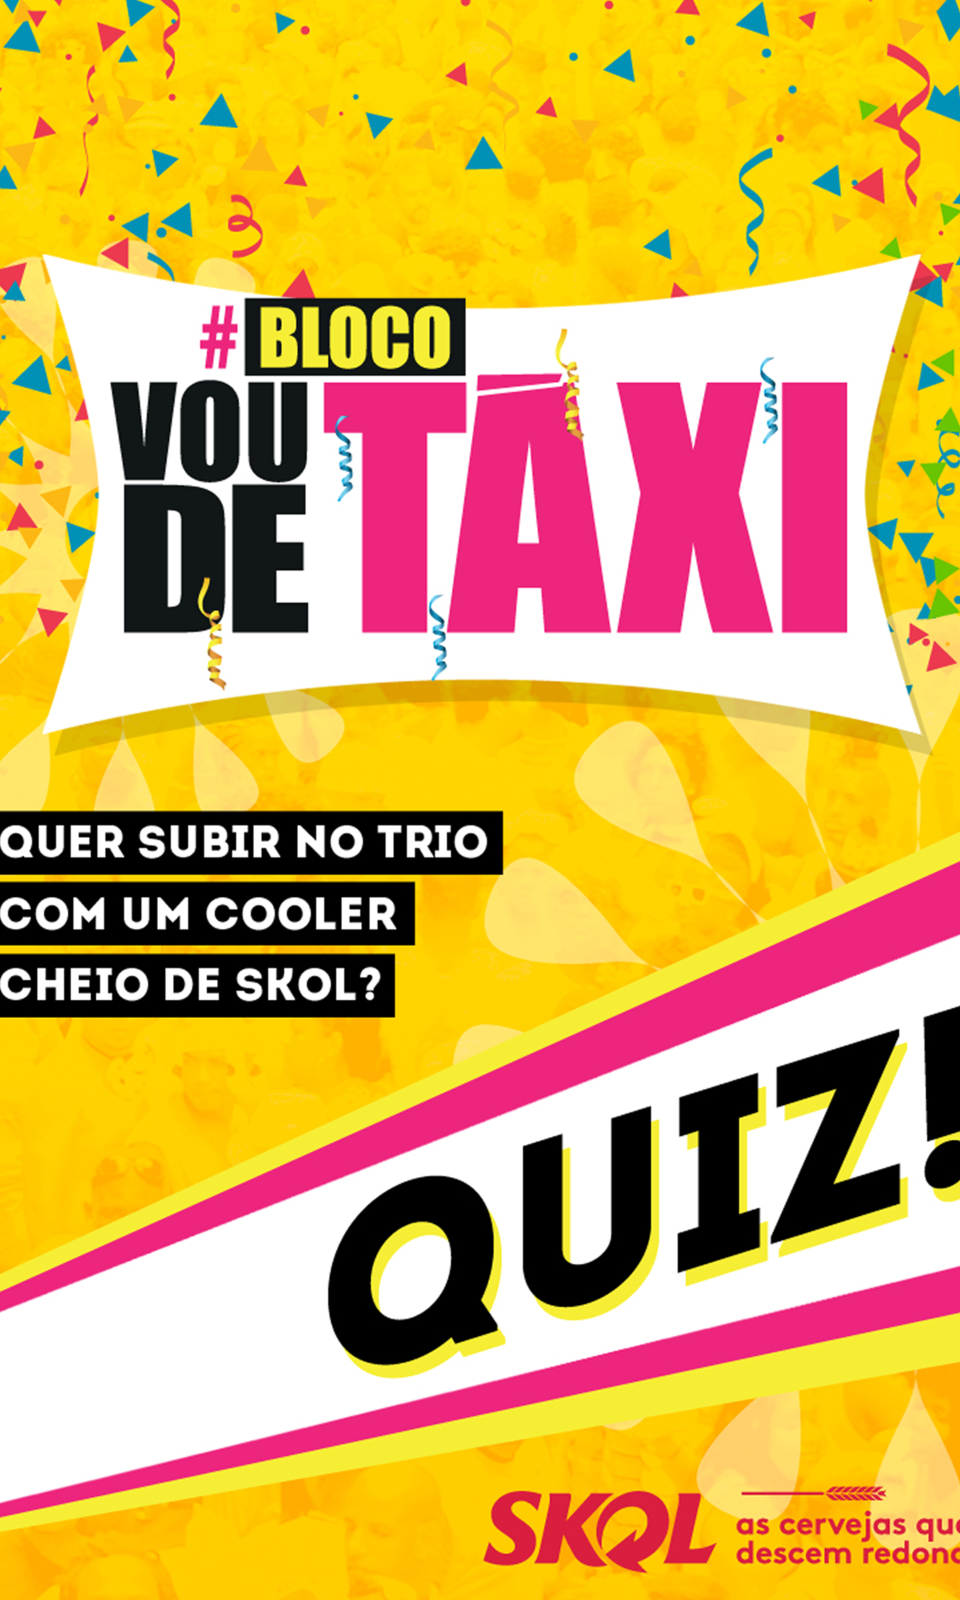 # BLOCO
VOU
DE TÁXI
QUER SUBIR NO TRIO
COM UM COOLER
CHEIO DE SKOL?
QUIZ!
SKOL
as cervejas que
descem redond